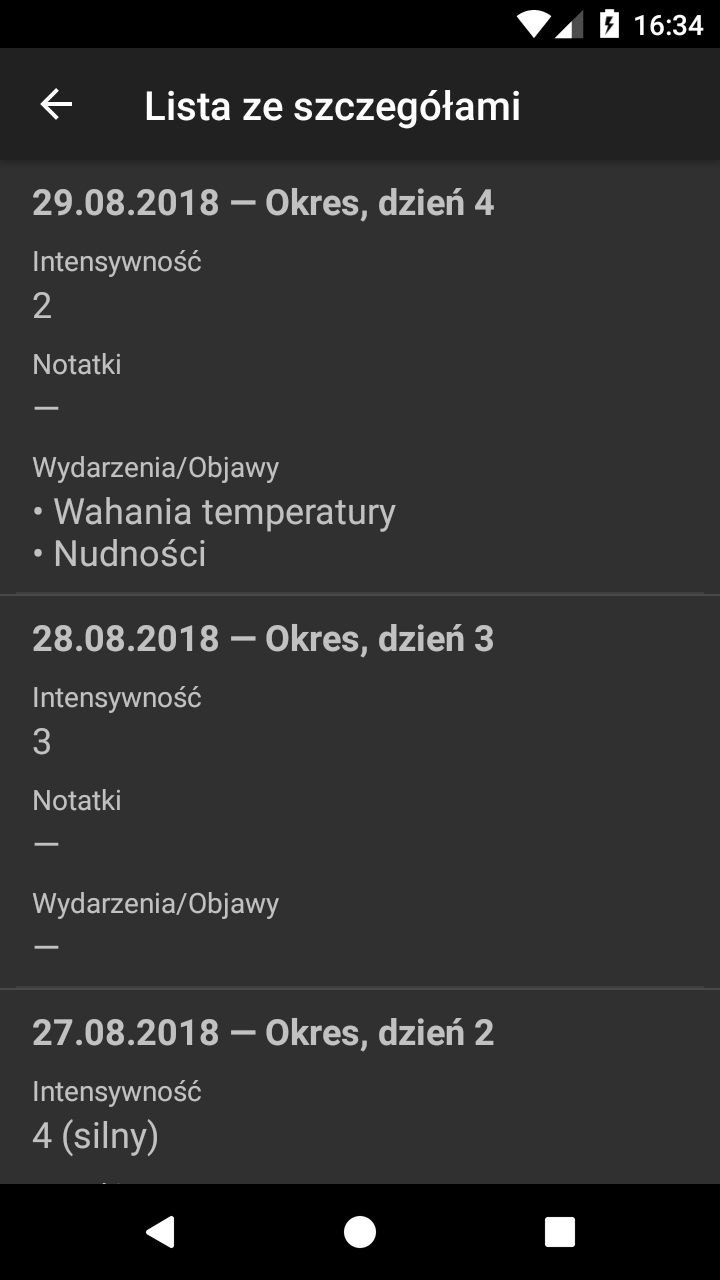 16:34
Lista ze szczegółami
29.08.2018 — Okres, dzień 4
Intensywność
2
Notatki
—
Wydarzenia/Objawy
• Wahania temperatury
• Nudności
28.08.2018 — Okres, dzień 3
Intensywność
3
Notatki
—
Wydarzenia/Objawy
—
27.08.2018 — Okres, dzień 2
Intensywność
4 (silny)